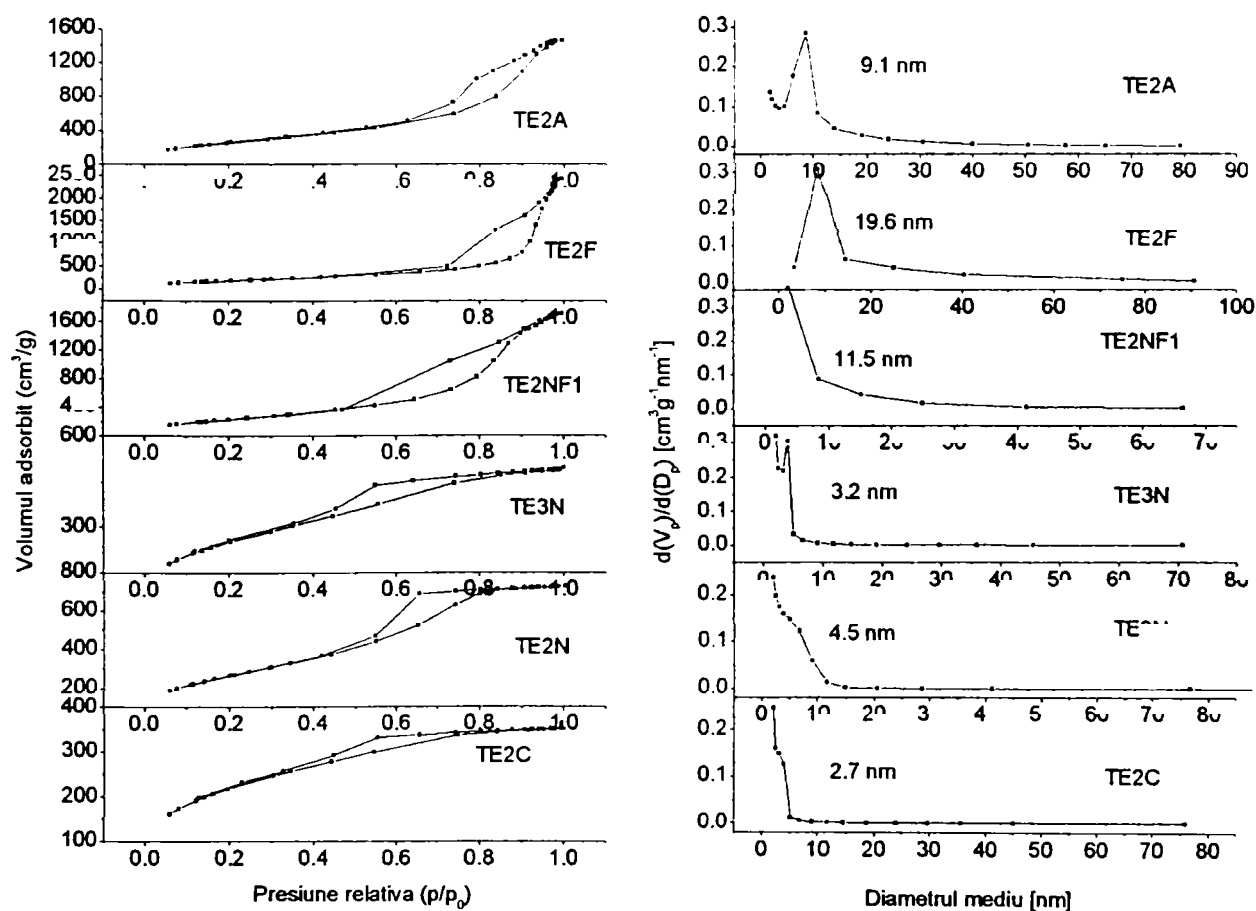 Volumul adsorbit (cm³/g)
1600
1200
800
400
0
TE2A
0.2
0.4
0.6
0.8
2000
1500
500
0
TE2F
0.0 0.2 0.4 0.6 0.8 1.0
1600
1200
800
TE2NF1
600
0.0 0.2 0.4 0.6 0.8 1.0
300
TE3N
800
0.0 0.2 0.4 0.6 0.8 1.0
600
400
200
TE2N
400
0.0 0.2 0.4 0.6 0.8 1.0
300
200
100
TE2C
0.0 0.2 0.4 0.6 0.8 1.0
Presiune relativa (p/p₀)
d(Vₚ)/d(Dₚ) [cm³g⁻¹nm⁻¹]
0.3
0.2
0.1
0.0
9.1 nm
TE2A
0 10 20 30 40 50 60 70 80 90
0.3
0.1
0.0
19.6 nm
TE2F
0 20 40 60 80 100
0.3
0.2
0.1
0.0
11.5 nm
TE2NF1
0.3
0.2
0.1
0.0
3.2 nm
TE3N
0.2
0.1
0.0
4.5 nm
0.2
0.1
0.0
2.7 nm
TE2C
0 10 20 30 40 50 60 70 80
Diametrul mediu [nm]